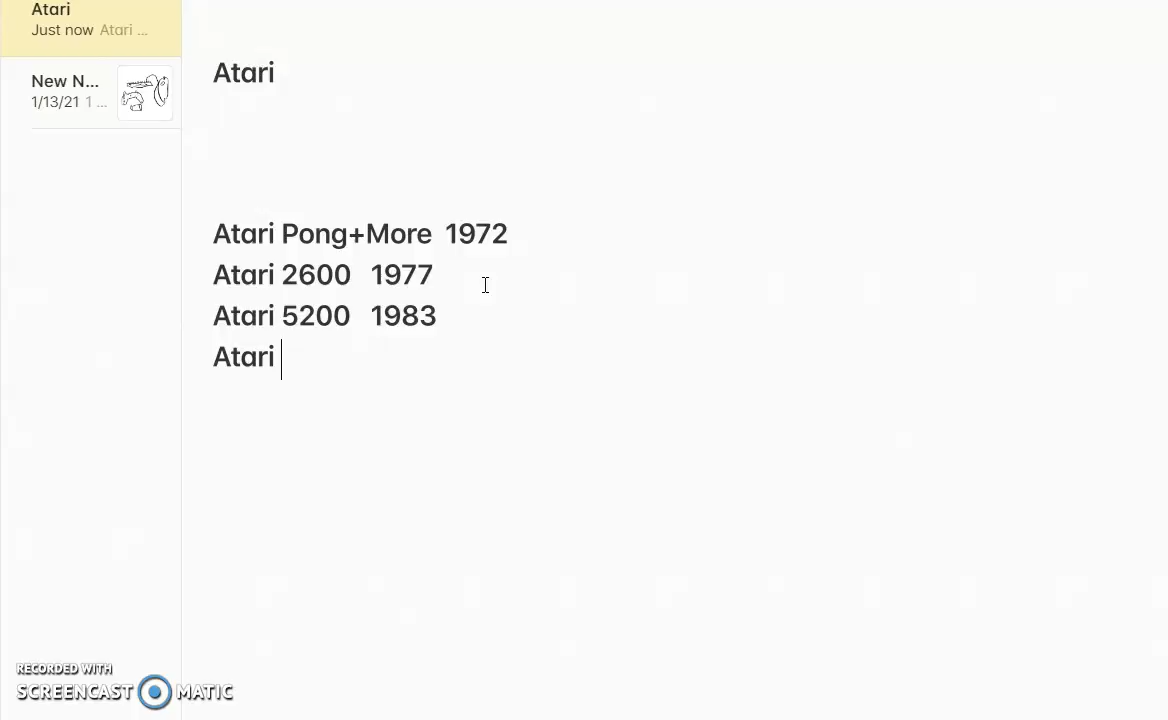 Atari
Just now Atari ...
New N...
1/13/21 1 ...
Atari
Atari Pong+More 1972
Atari 2600 1977
Atari 5200 1983
Atari
RECORDED WITH
SCREENCAST MATIC